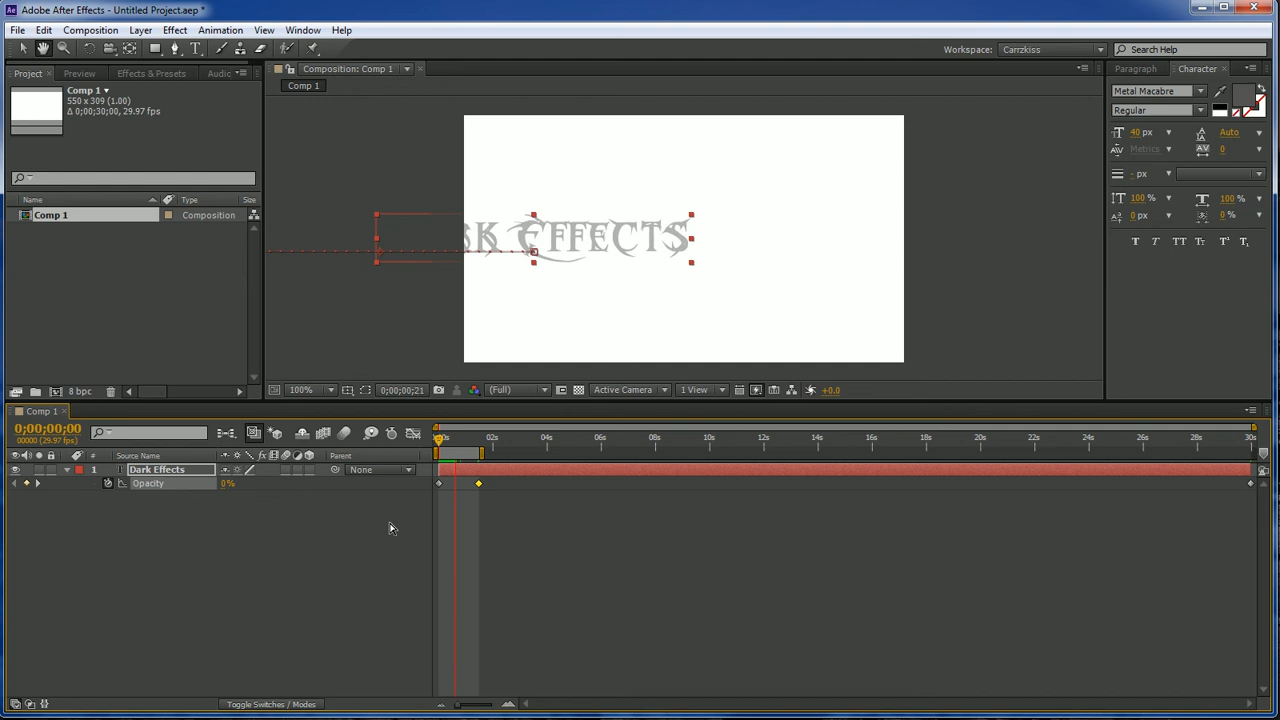 Adobe After Effects - Untitled Project.aep *
File Edit Composition Layer Effect Animation View Window Help
Workspace: Carrzkiss Search Help
Project Preview Effects & Presets Audic Composition: Comp 1 Paragraph Character
Comp 1
Comp 1
550 x 309 (1.00)
Δ 0;00;30;00, 29.97 fps
Metal Macabre
Regular
40 px Auto
Metrics 0
- px
100 % 100 %
0 px 0 %
T T TT Tт T¹ T₁
Name Type Size
Comp 1 Composition
EFFECTS
8 bpc 100% 0;00;00;21 (Full) Active Camera 1 View +0.0
Comp 1
0;00;00;00
00000 (29.97 fps)
02s 04s 06s 08s 10s 12s 14s 16s 18s 20s 22s 24s 26s 28s 30s
# Source Name Parent
1 T Dark Effects None
Opacity 0%
Toggle Switches / Modes